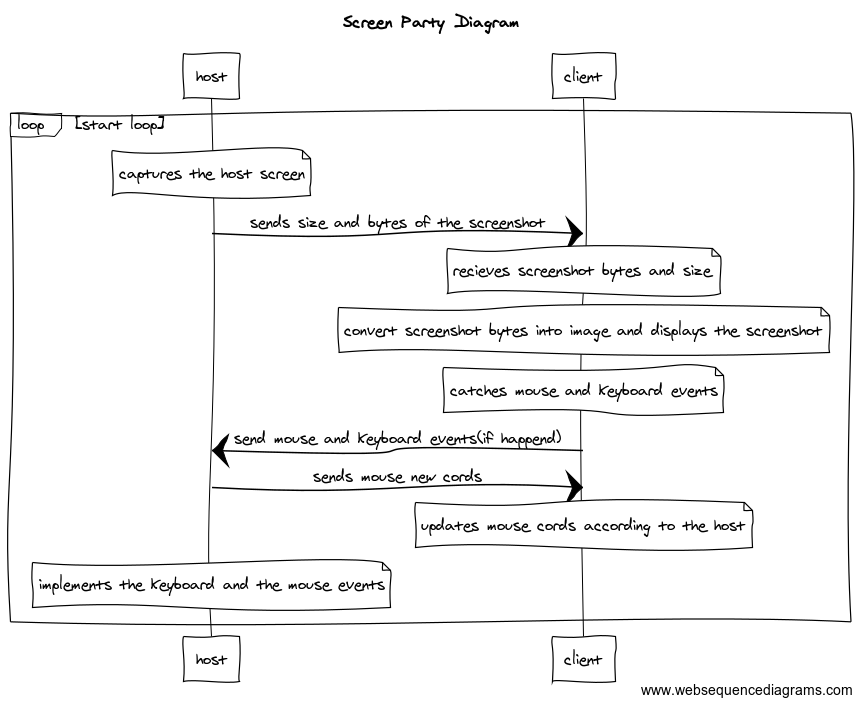 Screen Party Diagram
host
client
loop
[start loop]
captures the host screen
sends size and bytes of the screenshot
recieves screenshot bytes and size
convert screenshot bytes into image and displays the screenshot
catches mouse and keyboard events
send mouse and keyboard events(if happend)
sends mouse new cords
updates mouse cords according to the host
implements the keyboard and the mouse events
host
client
www.websequencediagrams.com